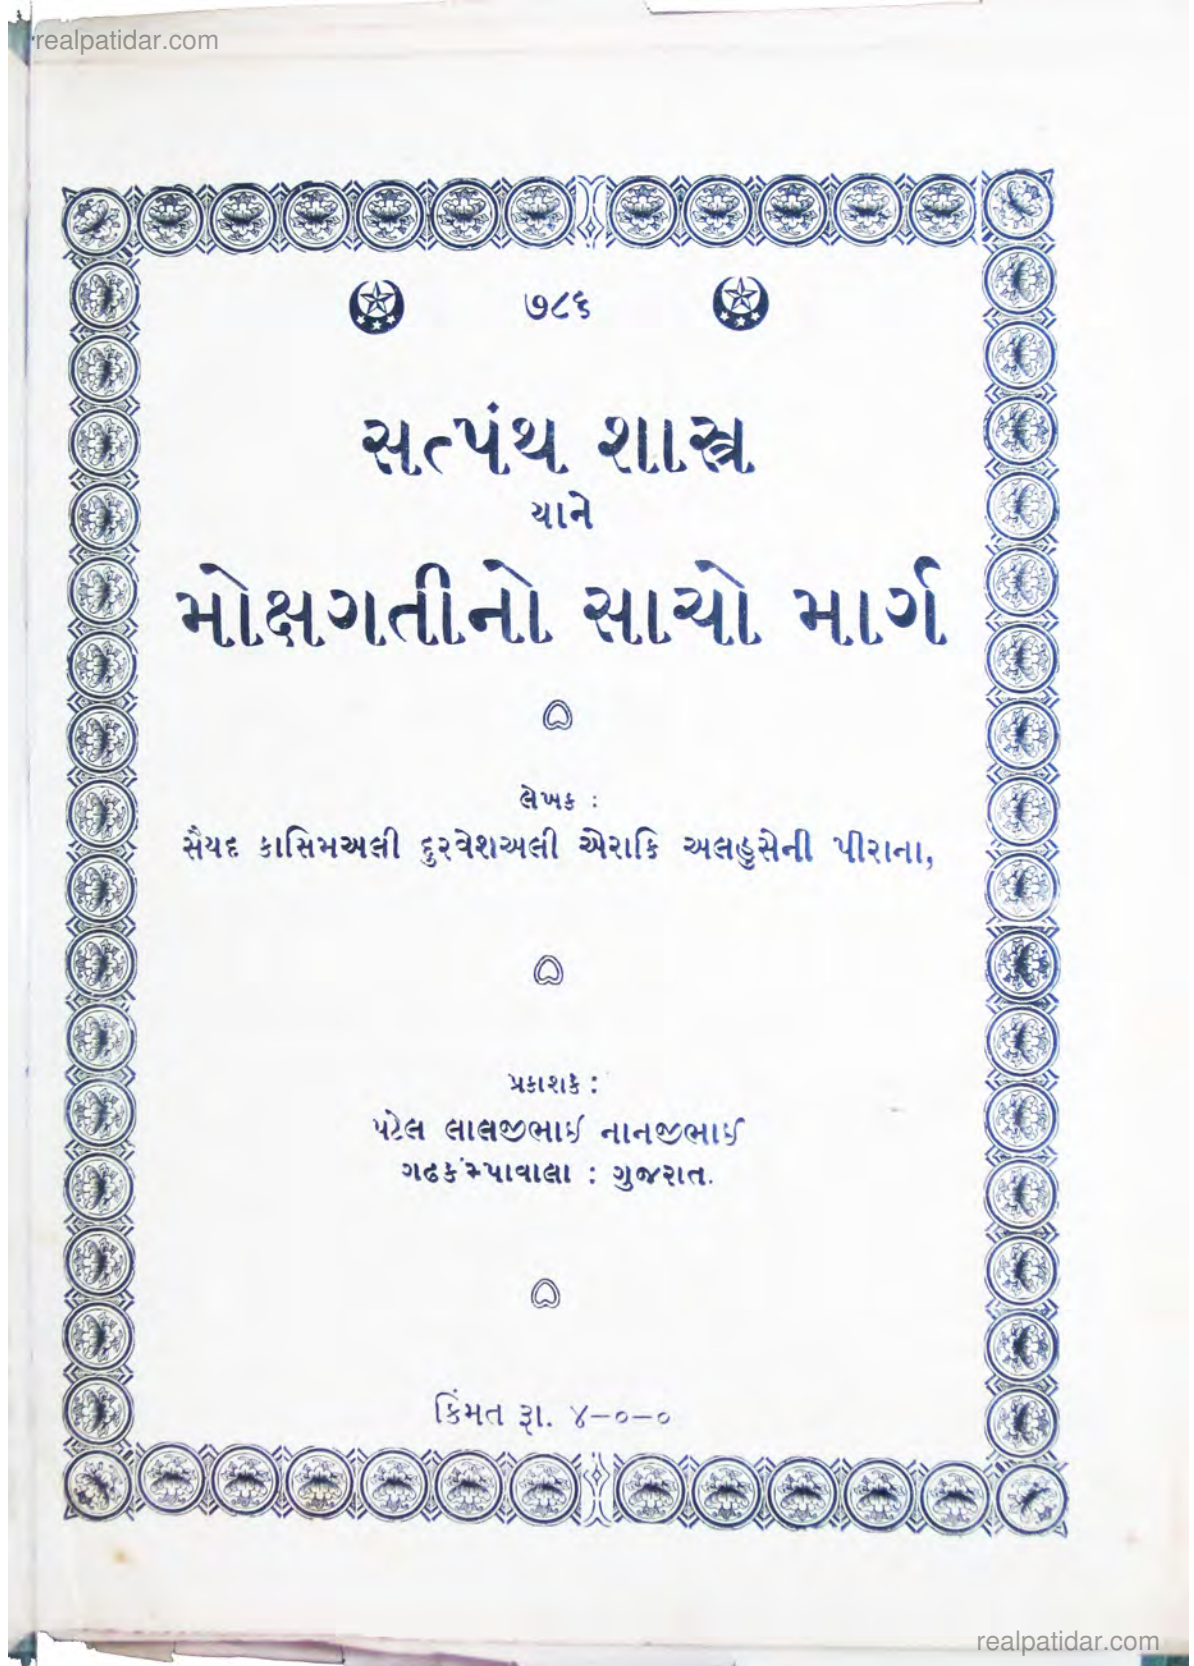 realpatidar.com
૭૮૬
સત્પંથ શાસ્ત્ર
યાને
મોક્ષગતીનો સાચો માર્ગ
લેખક :
સૈયદ કાસિમઅલી દુરવેશઅલી એરાકિ અલહુસેની પીરાના,
પ્રકાશક :
પટેલ લાલજીભાઈ નાનજીભાઈ
ગઢકંમ્પાવાલા : ગુજરાત.
કિંમત રૂા. ૪-૦-૦
realpatidar.com